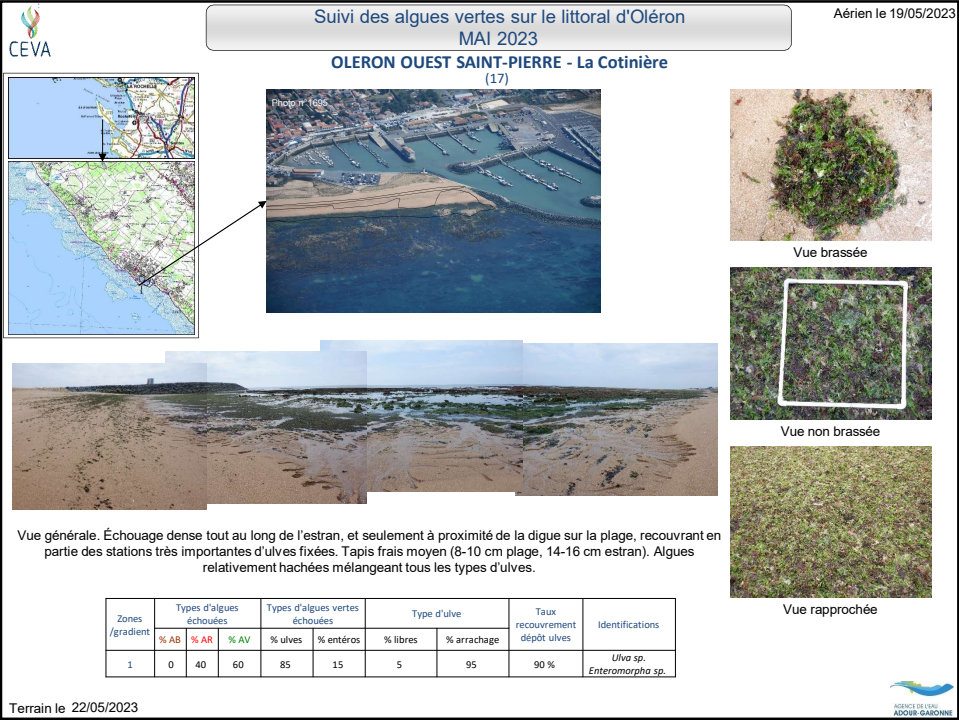 CEVA
Suivi des algues vertes sur le littoral d'Oléron
MAI 2023
Aérien le 19/05/2023
OLERON OUEST SAINT-PIERRE - La Cotinière
(17)
LA ROCHELLE
Photo n° 1695
Vue brassée
Vue non brassée
Vue rapprochée
Vue générale. Échouage dense tout au long de l'estran, et seulement à proximité de la digue sur la plage, recouvrant en
partie des stations très importantes d'ulves fixées. Tapis frais moyen (8-10 cm plage, 14-16 cm estran). Algues
relativement hachées mélangeant tous les types d'ulves.
Zones /gradient Types d'algues échouées Types d'algues vertes échouées Type d'ulve Taux recouvrement dépôt ulves Identifications
% AB % AR % AV % ulves % entéros % libres % arrachage
1 0 40 60 85 15 5 95 90 % Ulva sp.
Enteromorpha sp.
Terrain le 22/05/2023
AGENCE DE L'EAU
ADOUR-GARONNE